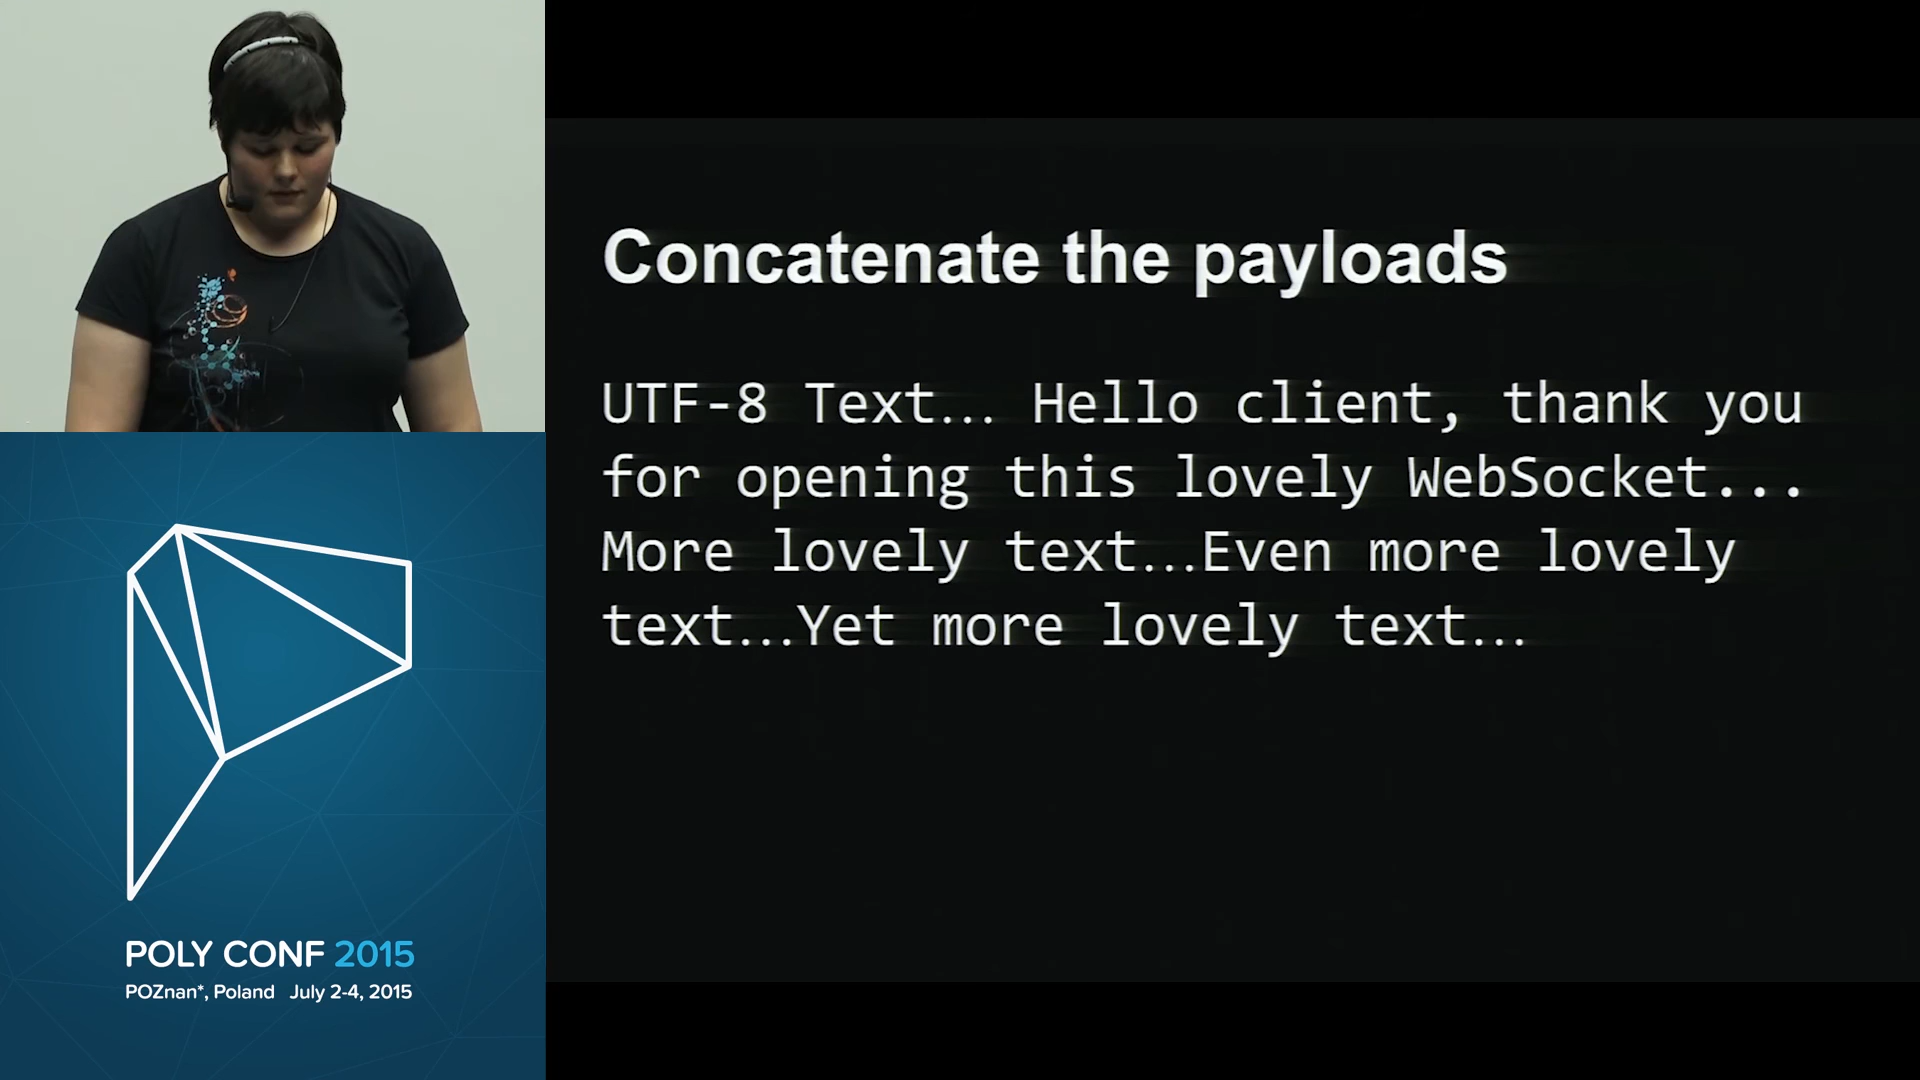 Concatenate the payloads
UTF-8 Text... Hello client, thank you
for opening this lovely WebSocket...
More lovely text...Even more lovely
text...Yet more lovely text...
POLY CONF 2015
POZnan*, Poland July 2-4, 2015